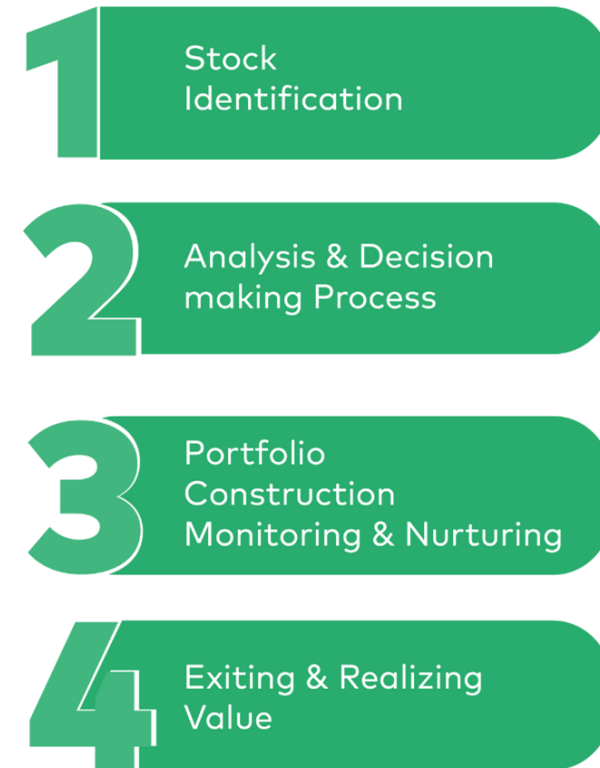 1
Stock
Identification
2
Analysis & Decision
making Process
3
Portfolio
Construction
Monitoring & Nurturing
4
Exiting & Realizing
Value